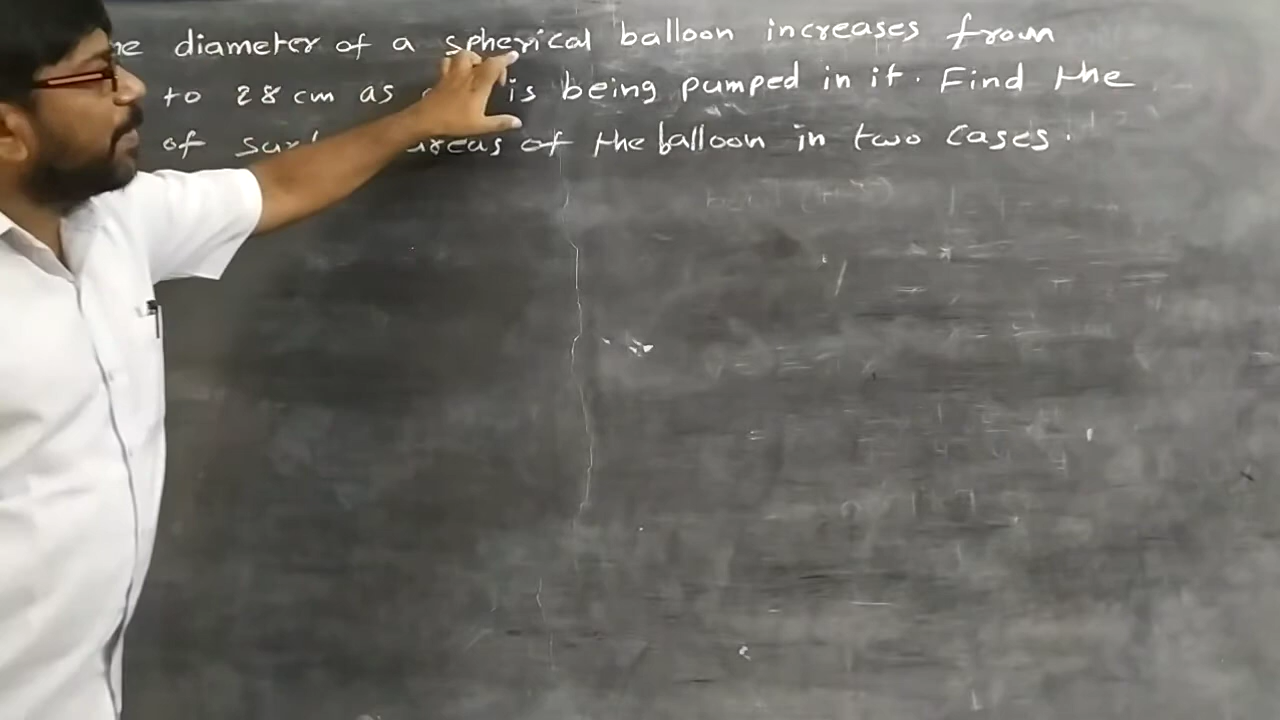 diameter of a spherical balloon increases from
to 28 cm as is being pumped in it. Find the
of areas of the balloon in two cases.